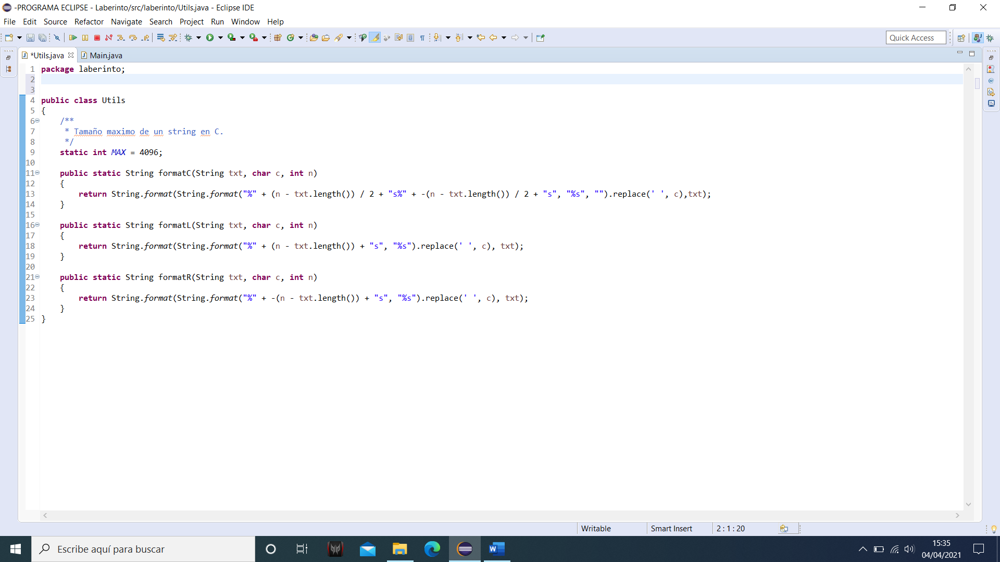 -PROGRAMA ECLIPSE - Laberinto/src/laberinto/Utils.java - Eclipse IDE
File Edit Source Refactor Navigate Search Project Run Window Help
Quick Access
*Utils.java Main.java
1 package laberinto;
2
3
4 public class Utils
5 {
6 /**
7 * Tamaño maximo de un string en C.
8 */
9 static int MAX = 4096;
10
11 public static String formatC(String txt, char c, int n)
12 {
13 return String.format(String.format("%" + (n - txt.length()) / 2 + "s%" + -(n - txt.length()) / 2 + "s", "%s", "").replace(' ', c),txt);
14 }
15
16 public static String formatL(String txt, char c, int n)
17 {
18 return String.format(String.format("%" + (n - txt.length()) + "s", "%s").replace(' ', c), txt);
19 }
20
21 public static String formatR(String txt, char c, int n)
22 {
23 return String.format(String.format("%" + -(n - txt.length()) + "s", "%s").replace(' ', c), txt);
24 }
25 }
Writable Smart Insert 2 : 1 : 20
Escribe aquí para buscar
15:35
04/04/2021